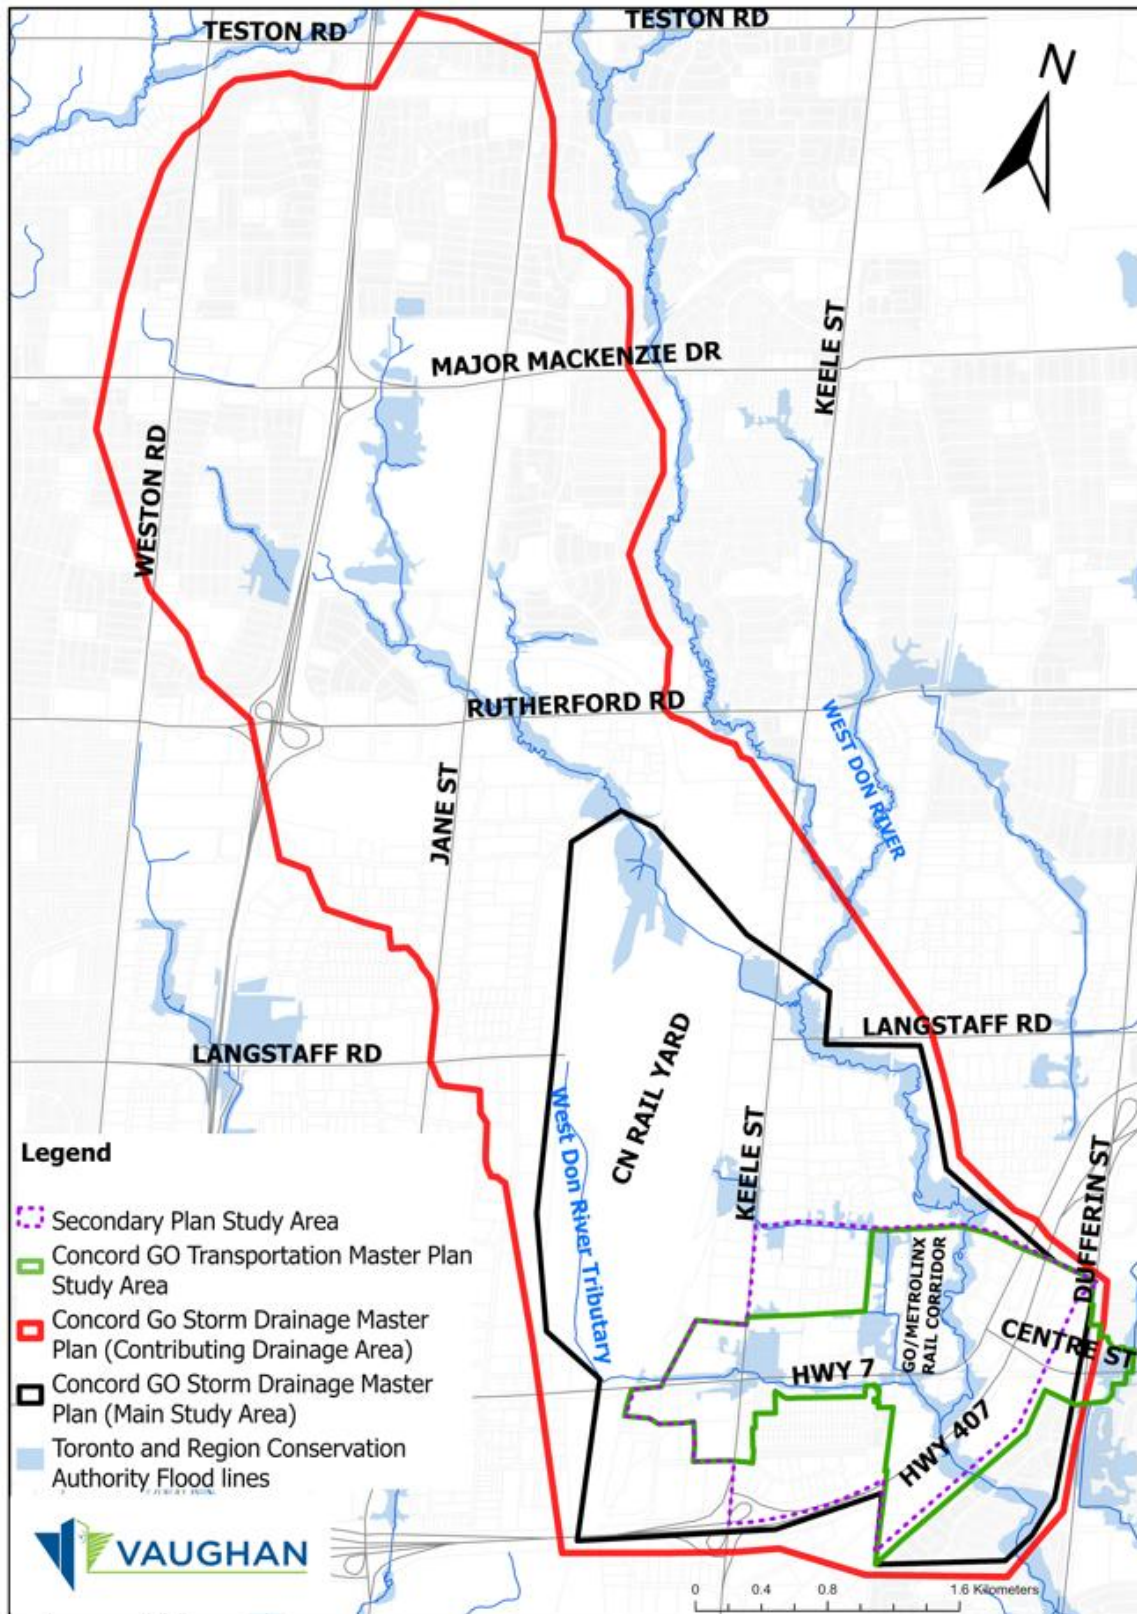 TESTON RD
TESTON RD
N
MAJOR MACKENZIE DR
KEELE ST
WESTON RD
RUTHERFORD RD
WEST DON RIVER
JANE ST
LANGSTAFF RD
LANGSTAFF RD
CN RAIL YARD
West Don River Tributary
KEELE ST
DUFFERIN ST
GO/METROLINX
RAIL CORRIDOR
CENTRE ST
HWY 7
HWY 407
Legend
Secondary Plan Study Area
Concord GO Transportation Master Plan
Study Area
Concord Go Storm Drainage Master
Plan (Contributing Drainage Area)
Concord GO Storm Drainage Master
Plan (Main Study Area)
Toronto and Region Conservation
Authority Flood lines
VAUGHAN
0 0.4 0.8 1.6 Kilometers